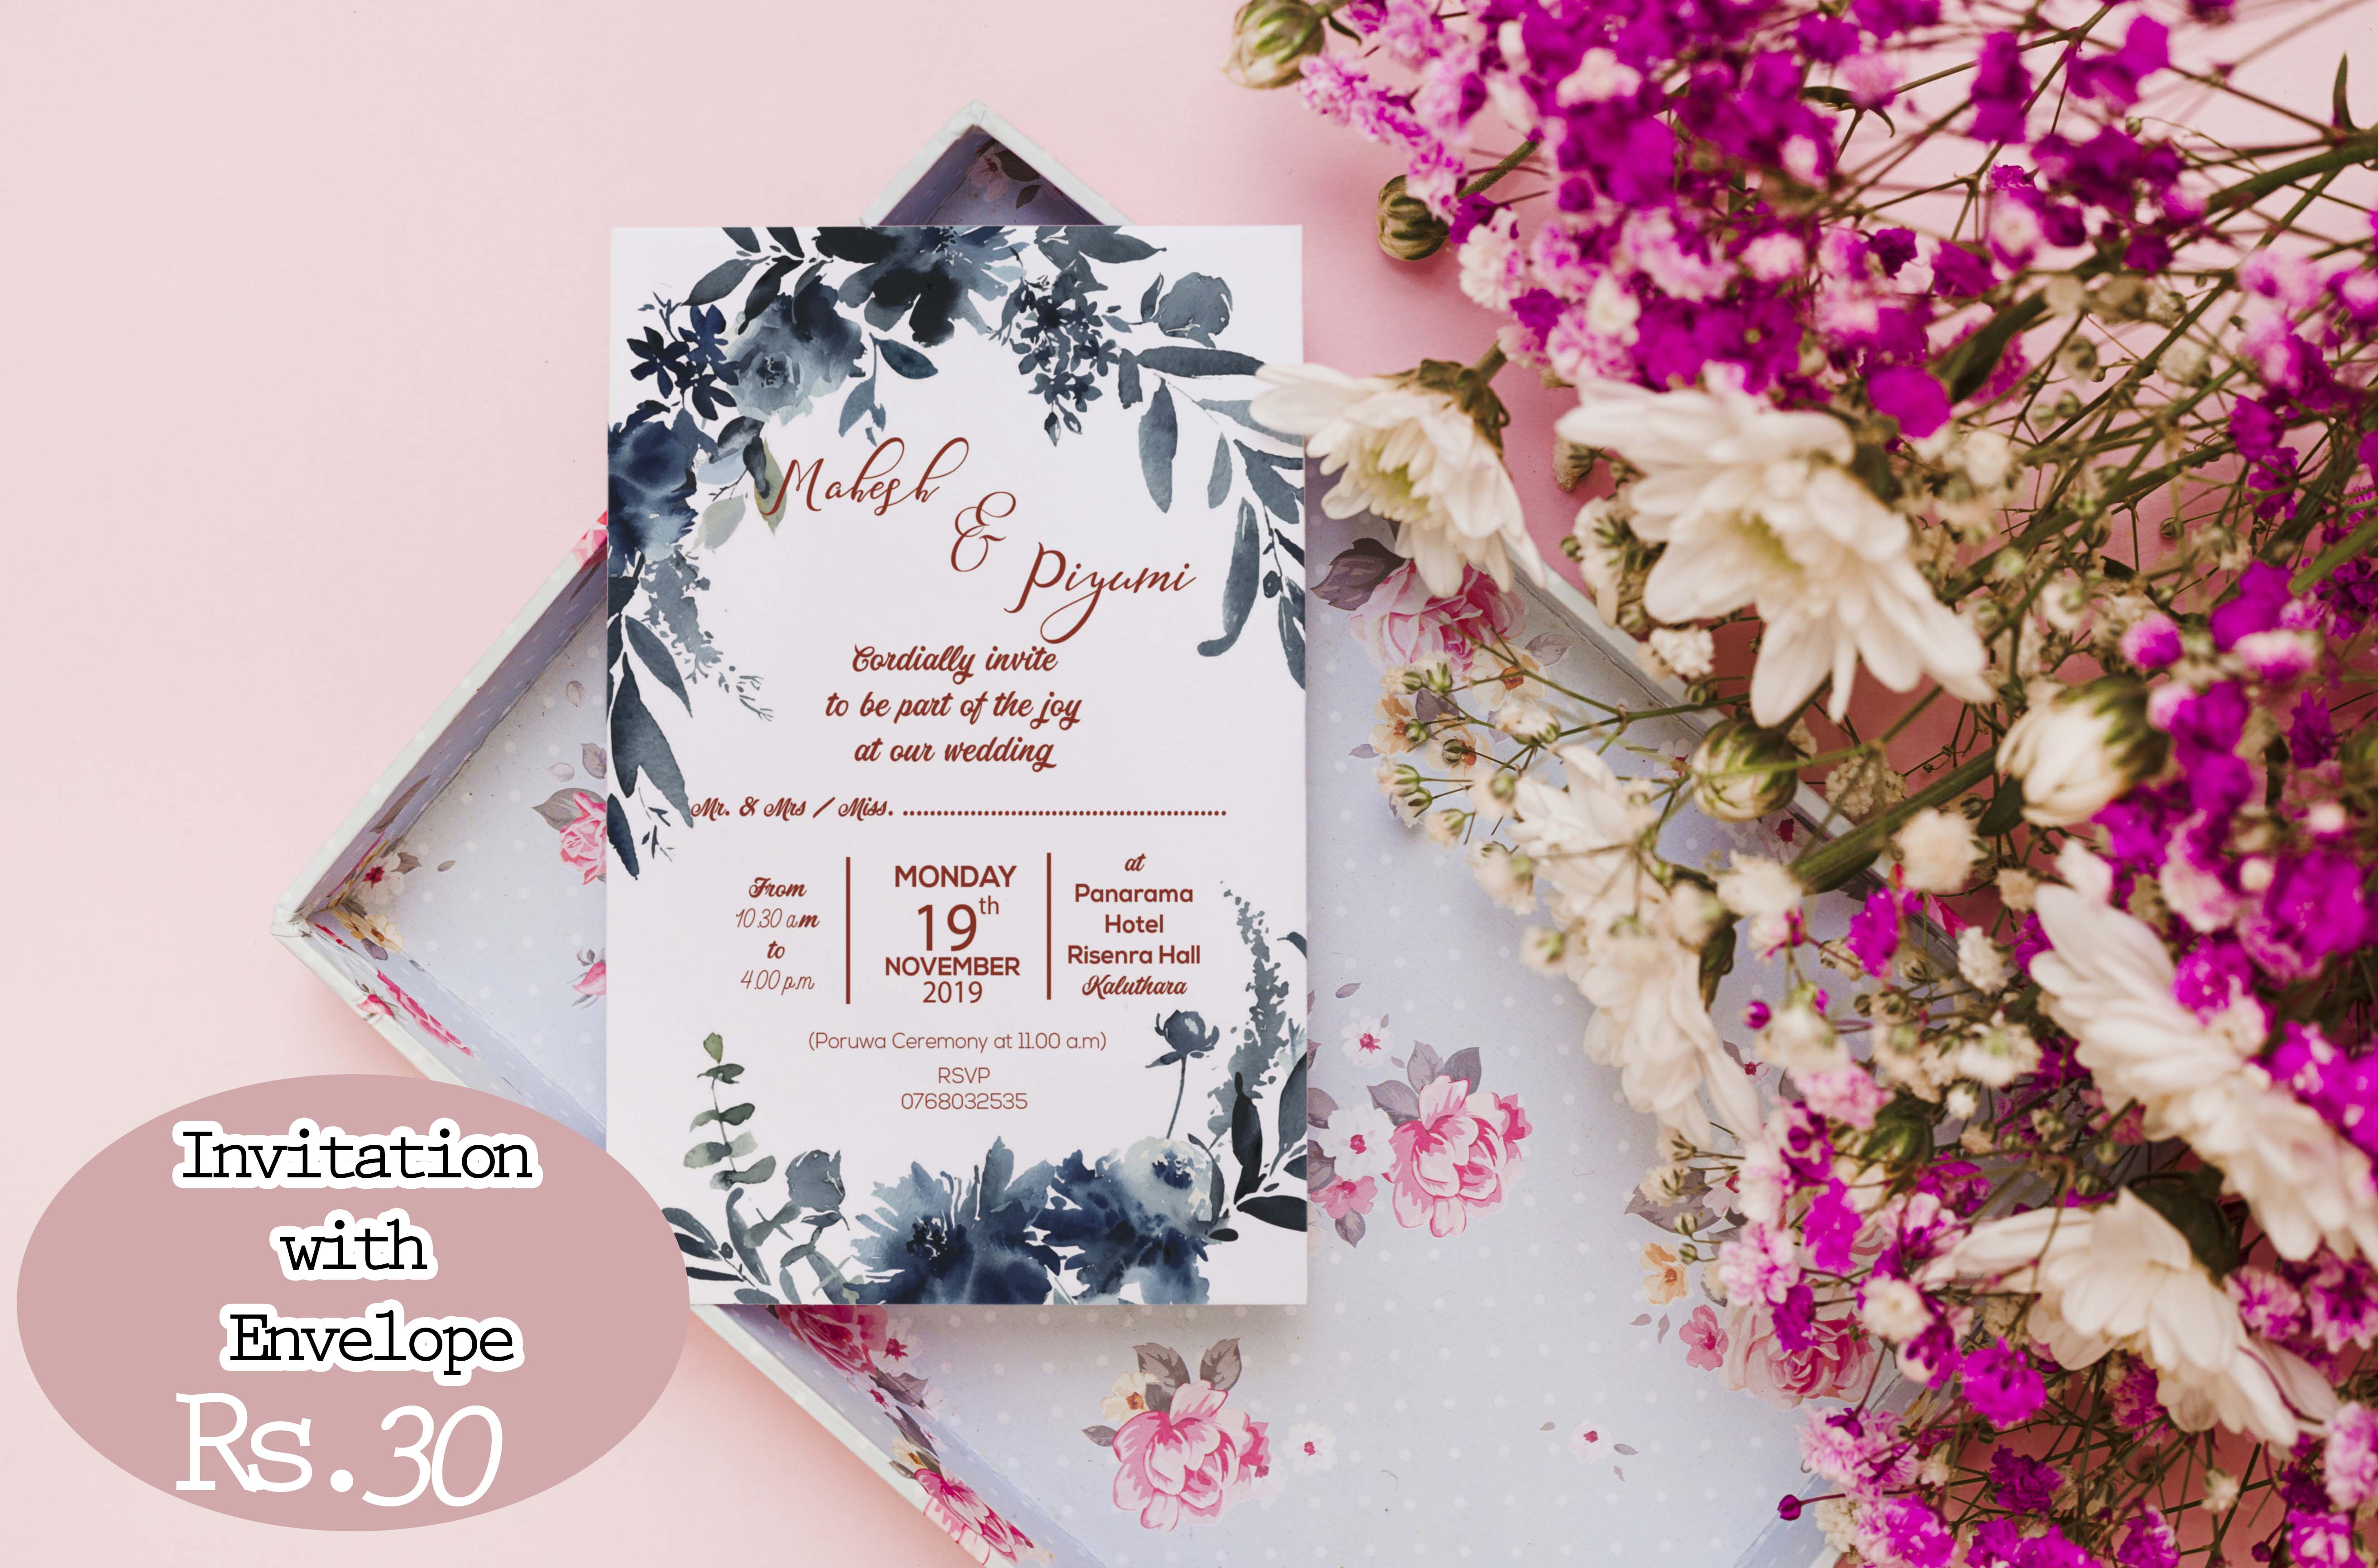 Mahesh
&
Piyumi
Cordially invite
to be part of the joy
at our wedding
Mr. & Mrs / Miss. ................................................
From
10.30 am
to
4.00 p.m
MONDAY
19th
NOVEMBER
2019
at
Panarama
Hotel
Risenra Hall
Kaluthara
(Poruwa Ceremony at 11.00 a.m)
RSVP
0768032535
Invitation
with
Envelope
Rs.30